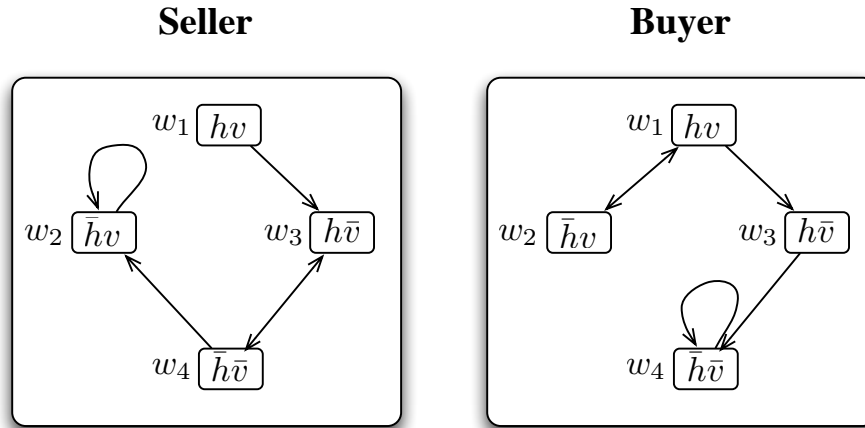 Seller Buyer
w₁ hv w₁ hv
w₂ h̄v w₃ hv̄ w₂ h̄v w₃ hv̄
w₄ h̄v̄ w₄ h̄v̄